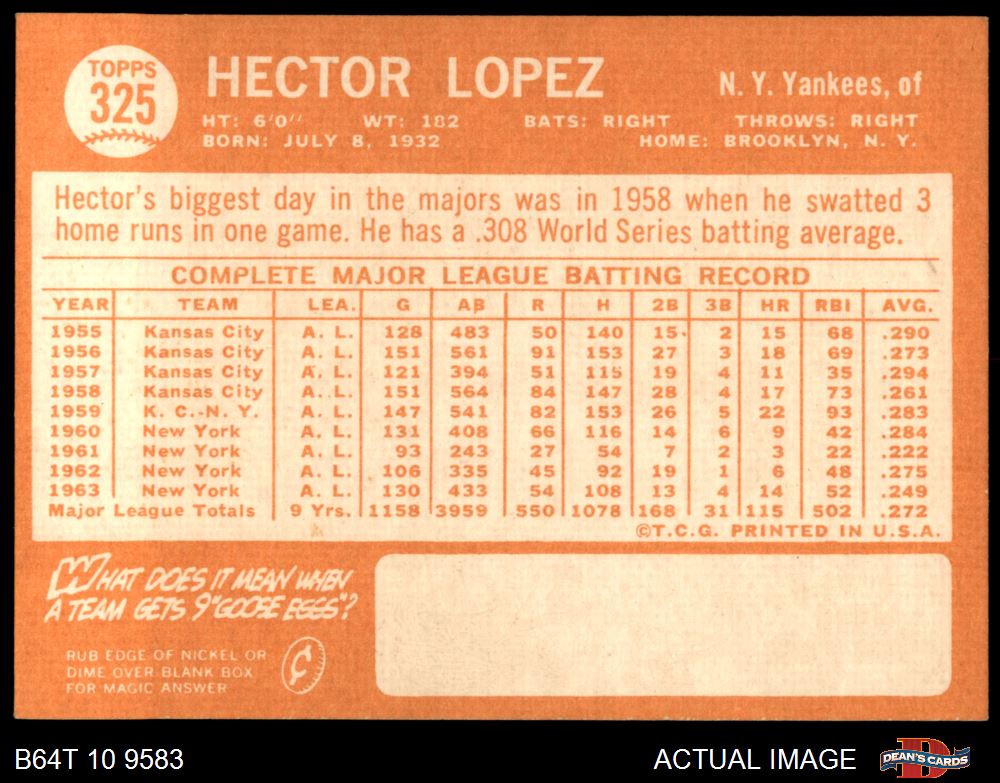 TOPPS
325
HECTOR LOPEZ
N. Y. Yankees, of
HT: 6'0" WT: 182 BATS: RIGHT THROWS: RIGHT
BORN: JULY 8, 1932 HOME: BROOKLYN, N. Y.
Hector's biggest day in the majors was in 1958 when he swatted 3
home runs in one game. He has a .308 World Series batting average.
COMPLETE MAJOR LEAGUE BATTING RECORD
YEAR TEAM LEA. G AB R H 2B 3B HR RBI AVG.
1955 Kansas City A. L. 128 483 50 140 15 2 15 68 .290
1956 Kansas City A. L. 151 561 91 153 27 3 18 69 .273
1957 Kansas City A. L. 121 394 51 115 19 4 11 35 .294
1958 Kansas City A. L. 151 564 84 147 28 4 17 73 .261
1959 K. C.-N. Y. A. L. 147 541 82 153 26 5 22 93 .283
1960 New York A. L. 131 408 66 116 14 6 9 42 .284
1961 New York A. L. 93 243 27 54 7 2 3 22 .222
1962 New York A. L. 106 335 45 92 19 1 6 48 .275
1963 New York A. L. 130 433 54 108 13 4 14 52 .249
Major League Totals 9 Yrs. 1158 3959 550 1078 168 31 115 502 .272
©T.C.G. PRINTED IN U.S.A.
WHAT DOES IT MEAN WHEN
A TEAM GETS 9 "GOOSE EGGS"?
RUB EDGE OF NICKEL OR
DIME OVER BLANK BOX
FOR MAGIC ANSWER
¢
B64T 10 9583
ACTUAL IMAGE
D
DEAN'S CARDS